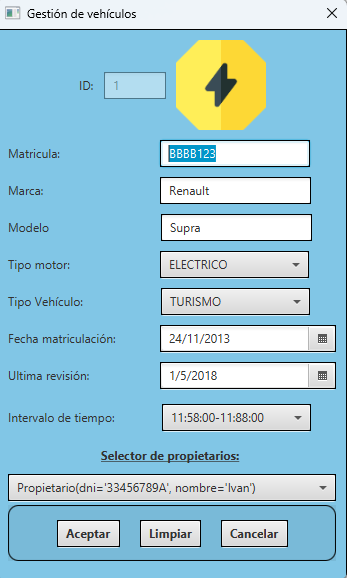 Gestión de vehículos
ID: 1
Matricula: BBBB123
Marca: Renault
Modelo Supra
Tipo motor: ELECTRICO
Tipo Vehículo: TURISMO
Fecha matriculación: 24/11/2013
Ultima revisión: 1/5/2018
Intervalo de tiempo: 11:58:00-11:88:00
Selector de propietarios:
Propietario(dni='33456789A', nombre='Ivan')
Aceptar Limpiar Cancelar